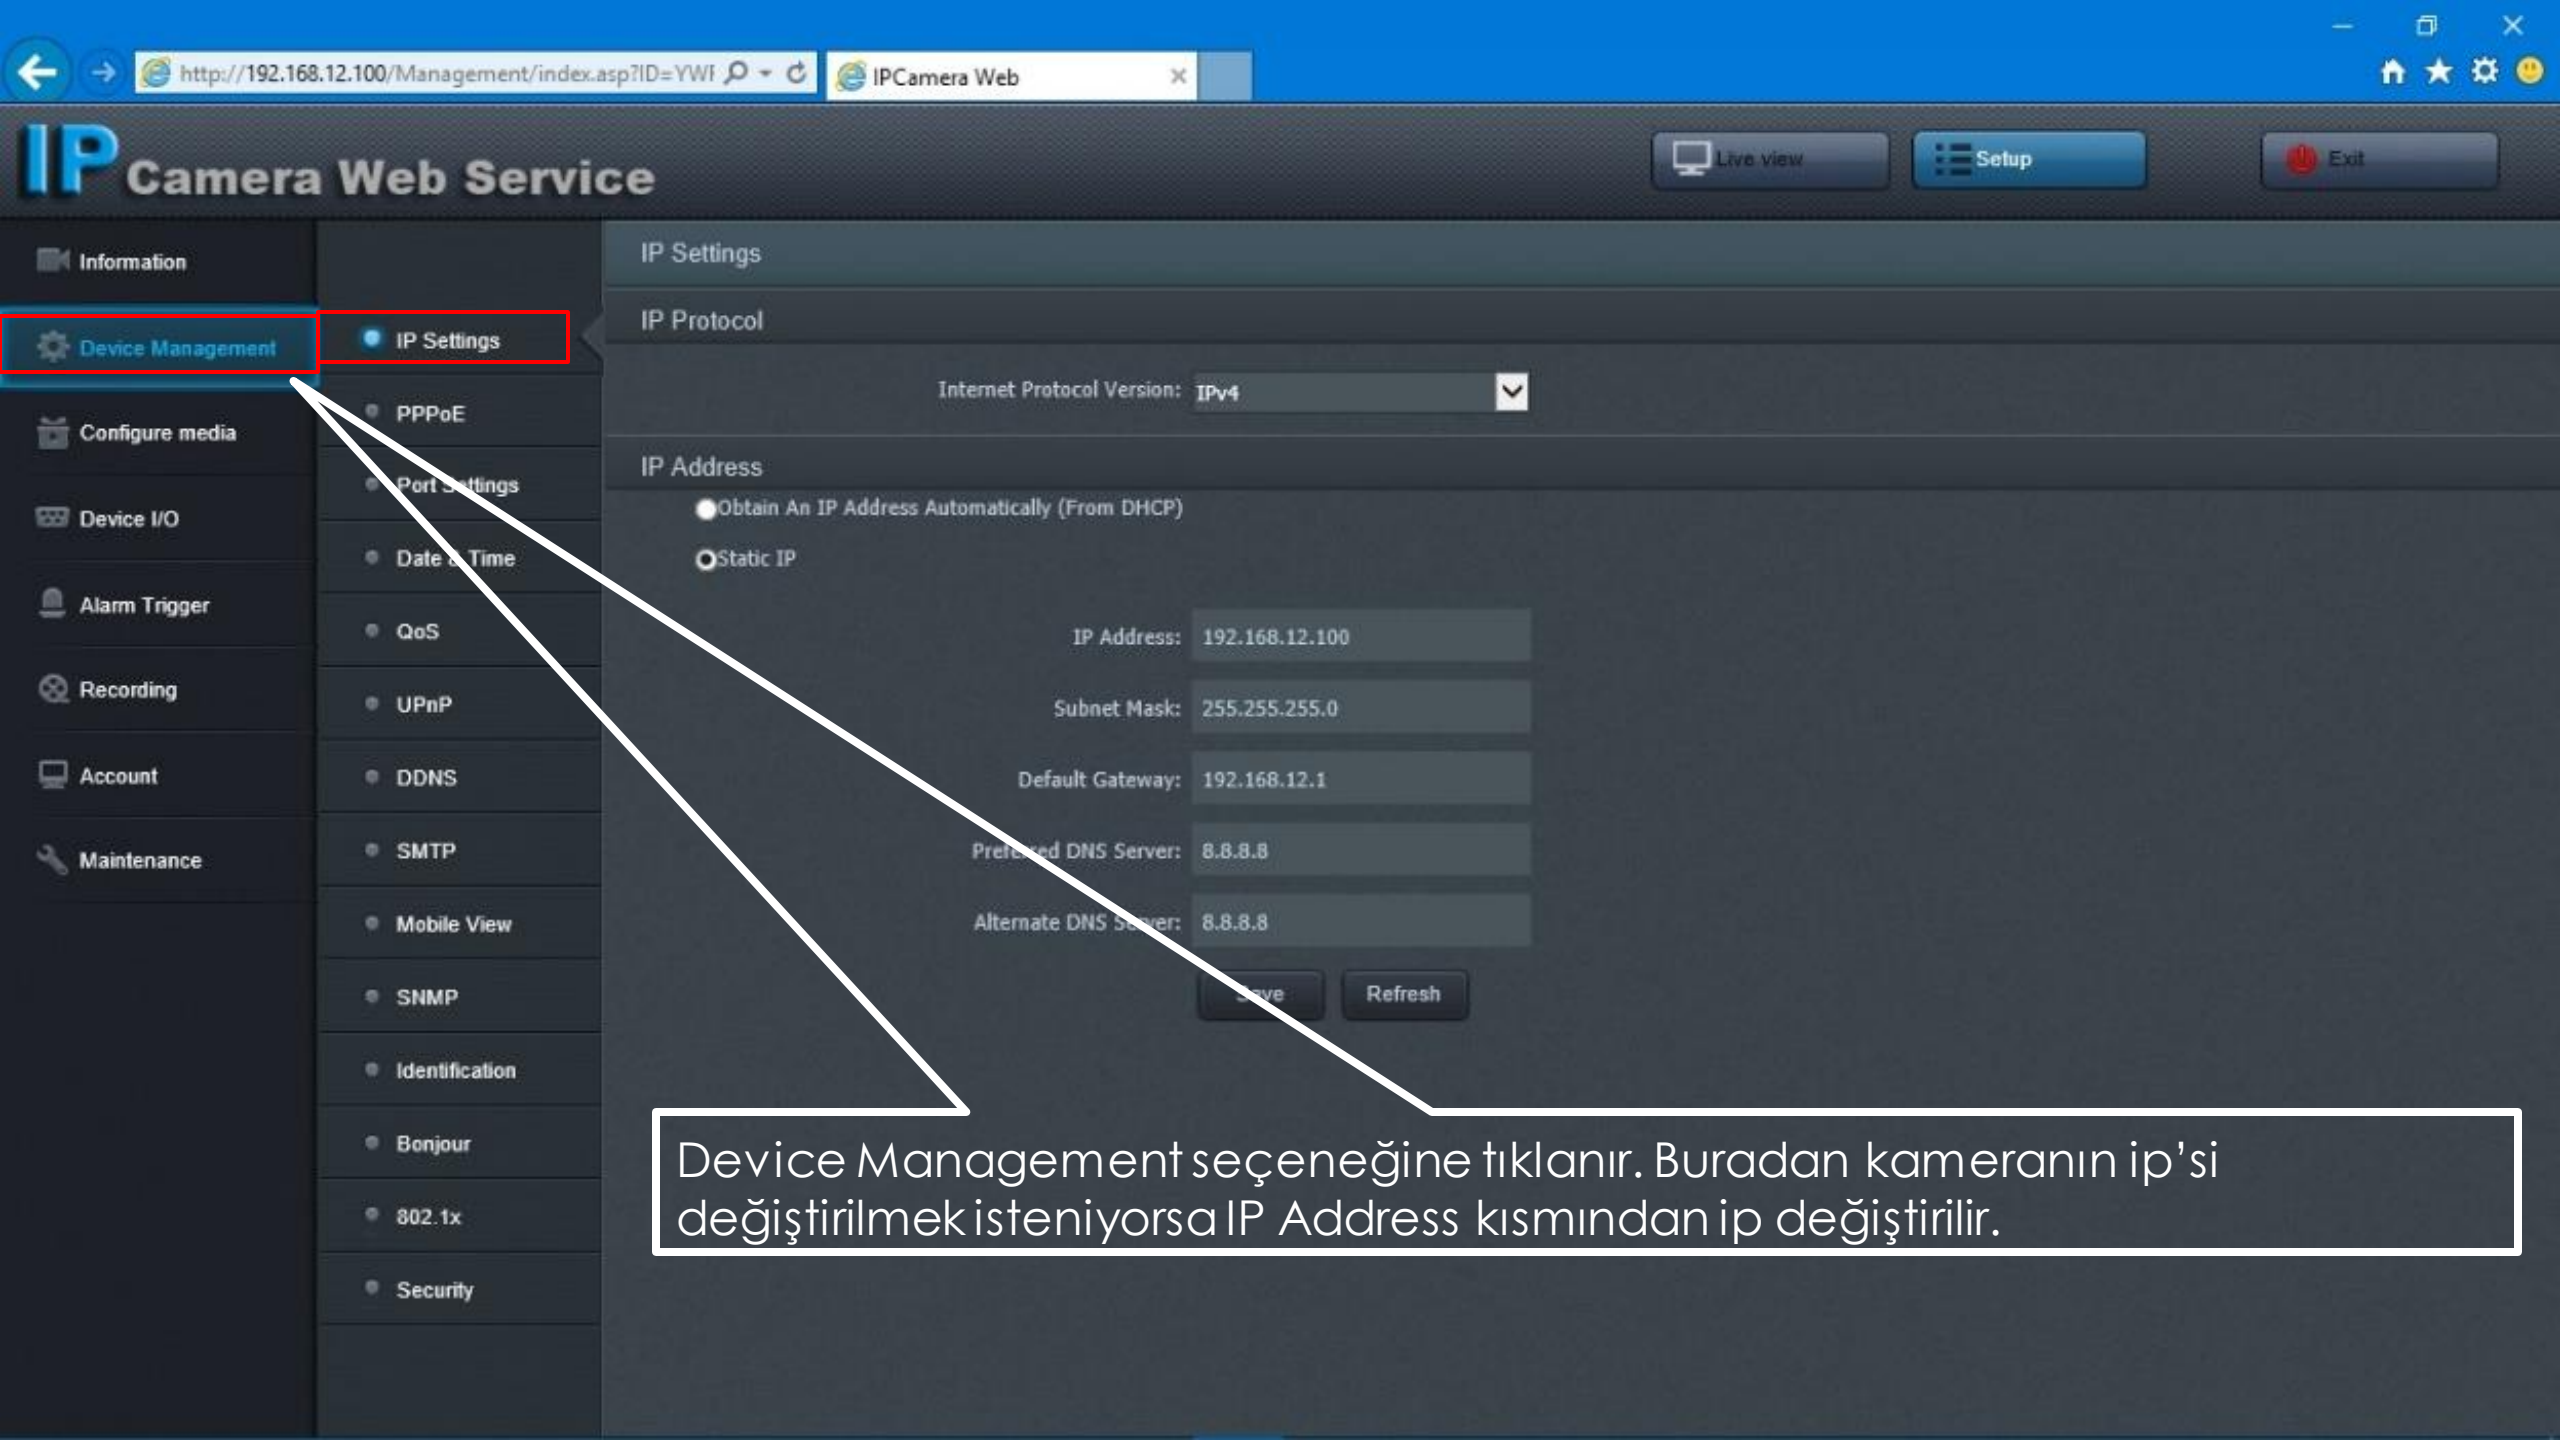 http://192.168.12.100/Management/index.asp?ID=YWI
IPCamera Web
IP Camera Web Service
Live view
Setup
Exit
Information
Device Management
Configure media
Device I/O
Alarm Trigger
Recording
Account
Maintenance
IP Settings
PPPoE
Port Settings
Date & Time
QoS
UPnP
DDNS
SMTP
Mobile View
SNMP
Identification
Bonjour
802.1x
Security
IP Settings
IP Protocol
Internet Protocol Version: IPv4
IP Address
Obtain An IP Address Automatically (From DHCP)
Static IP
IP Address: 192.168.12.100
Subnet Mask: 255.255.255.0
Default Gateway: 192.168.12.1
Preferred DNS Server: 8.8.8.8
Alternate DNS Server: 8.8.8.8
Save Refresh
Device Management seçeneğine tıklanır. Buradan kameranın ip’si
değiştirilmek isteniyorsa IP Address kısmından ip değiştirilir.